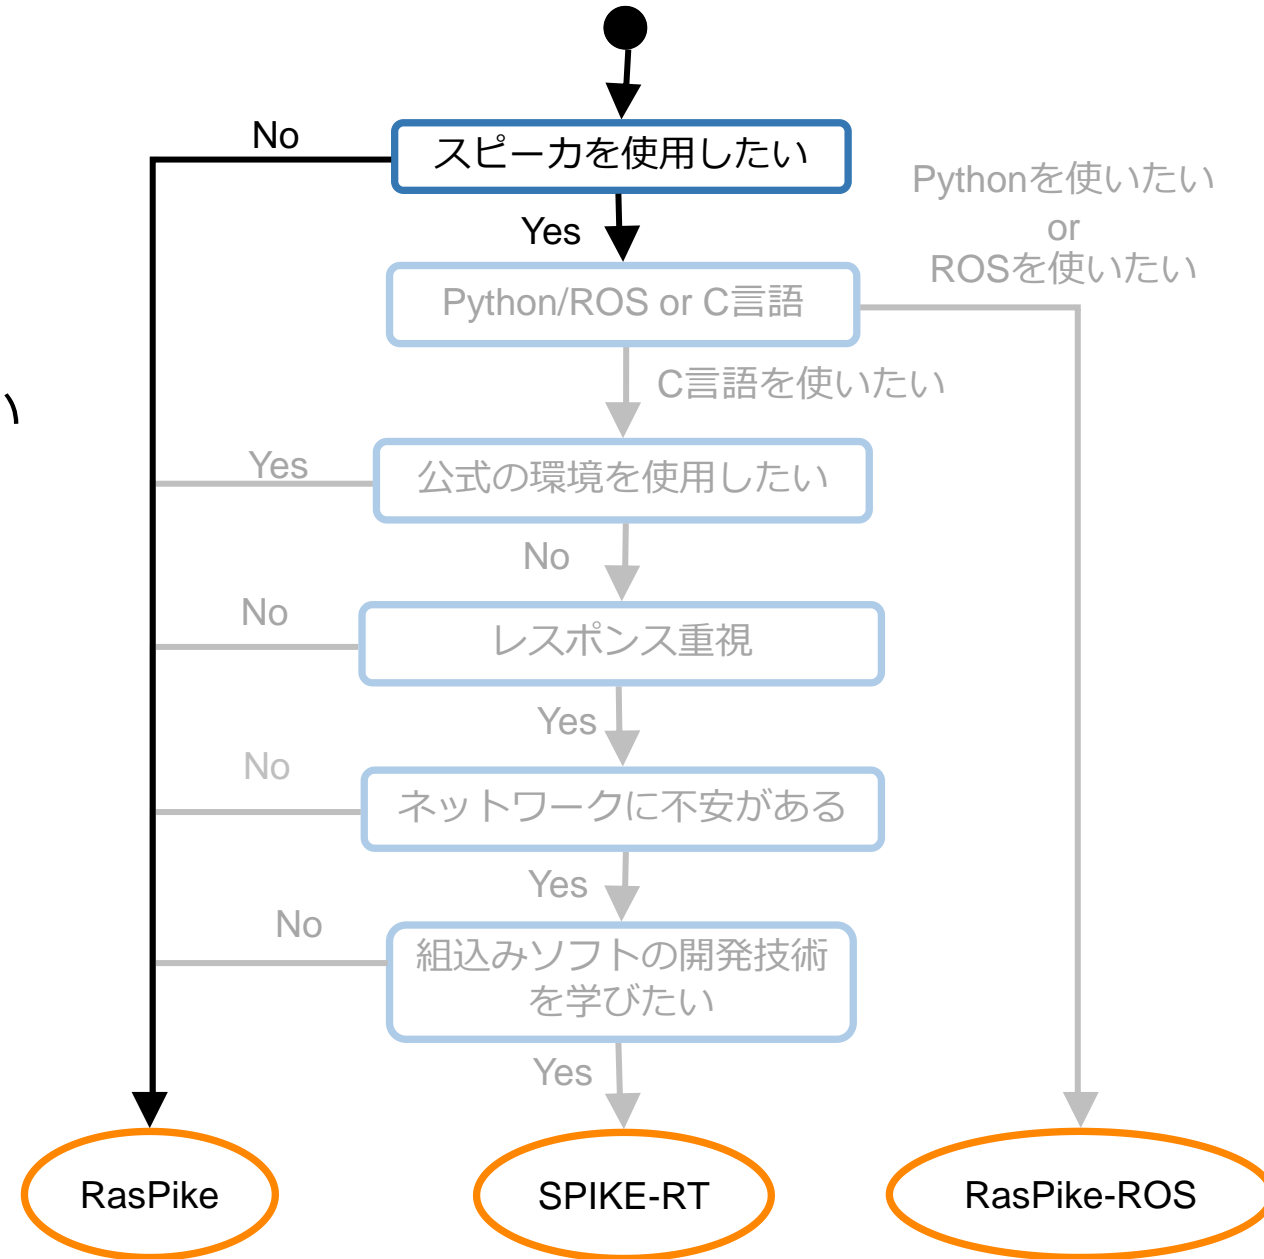 No
スピーカを使用したい
Pythonを使いたい
or
ROSを使いたい
Yes
Python/ROS or C言語
C言語を使いたい
Yes
公式の環境を使用したい
No
No
レスポンス重視
Yes
No
ネットワークに不安がある
Yes
No
組込みソフトの開発技術
を学びたい
Yes
RasPike
SPIKE-RT
RasPike-ROS